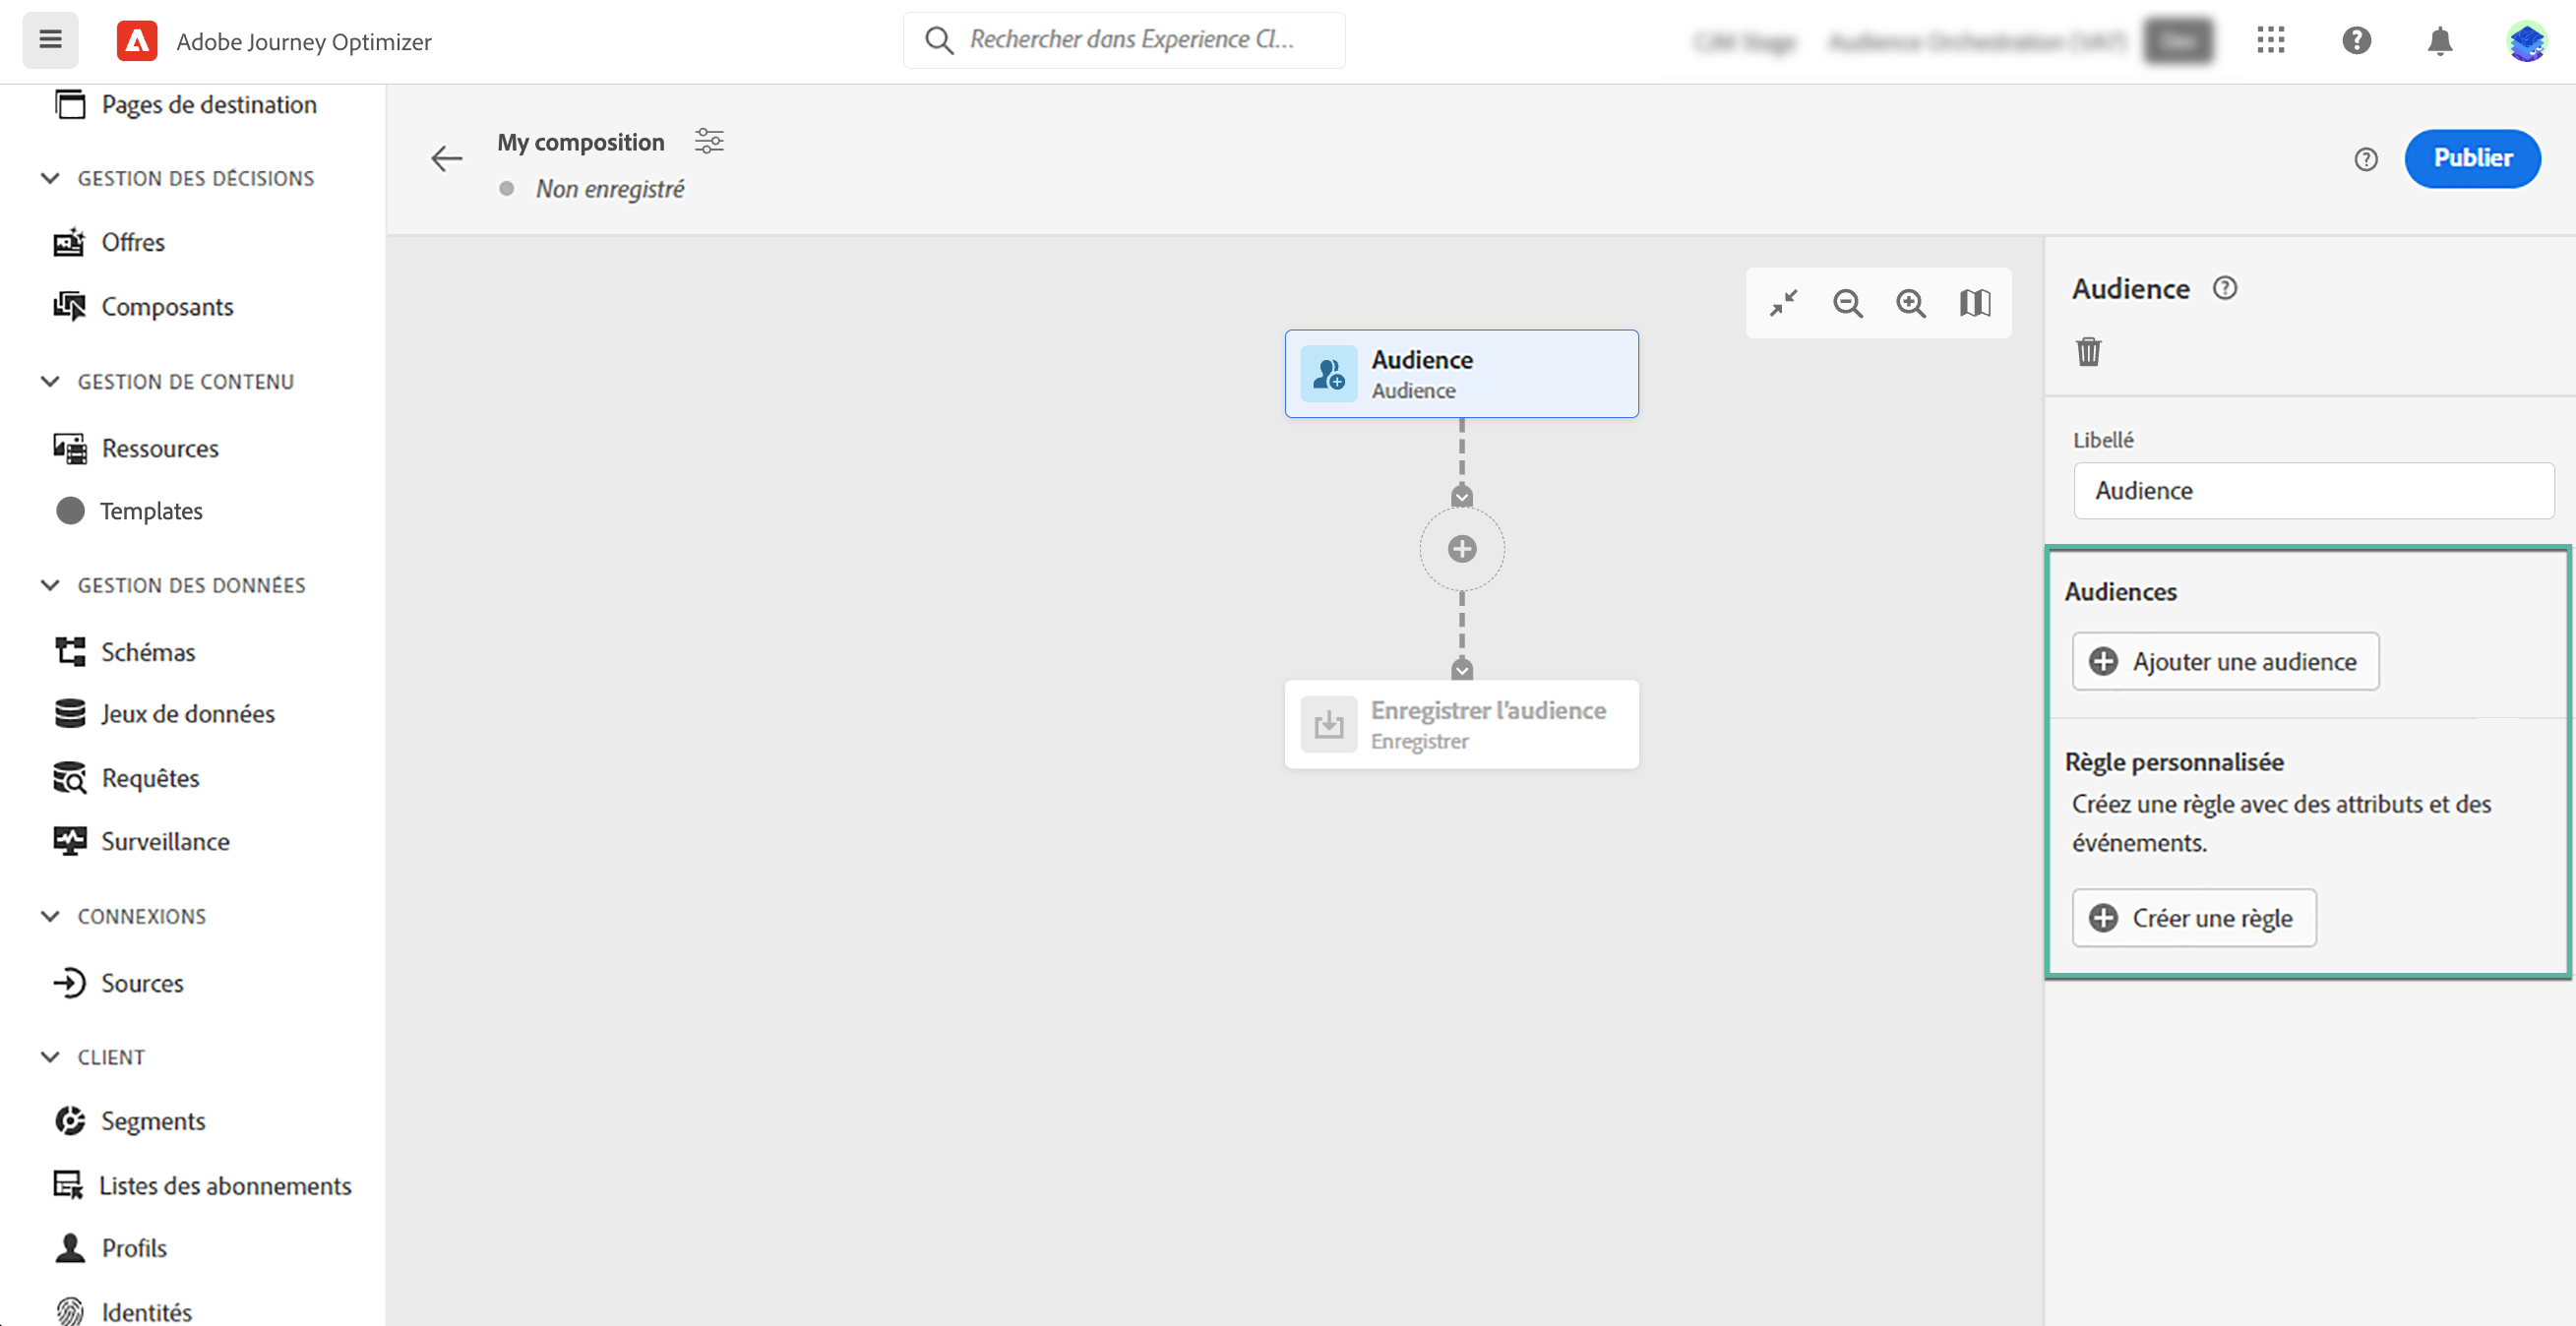 Adobe Journey Optimizer
Rechercher dans Experience Cl...
Pages de destination
GESTION DES DÉCISIONS
Offres
Composants
GESTION DE CONTENU
Ressources
Templates
GESTION DES DONNÉES
Schémas
Jeux de données
Requêtes
Surveillance
CONNEXIONS
Sources
CLIENT
Segments
Listes des abonnements
Profils
Identités
My composition
Non enregistré
Publier
Audience
Audience
Enregistrer l’audience
Enregistrer
Audience
Libellé
Audience
Audiences
Ajouter une audience
Règle personnalisée
Créez une règle avec des attributs et des
événements.
Créer une règle